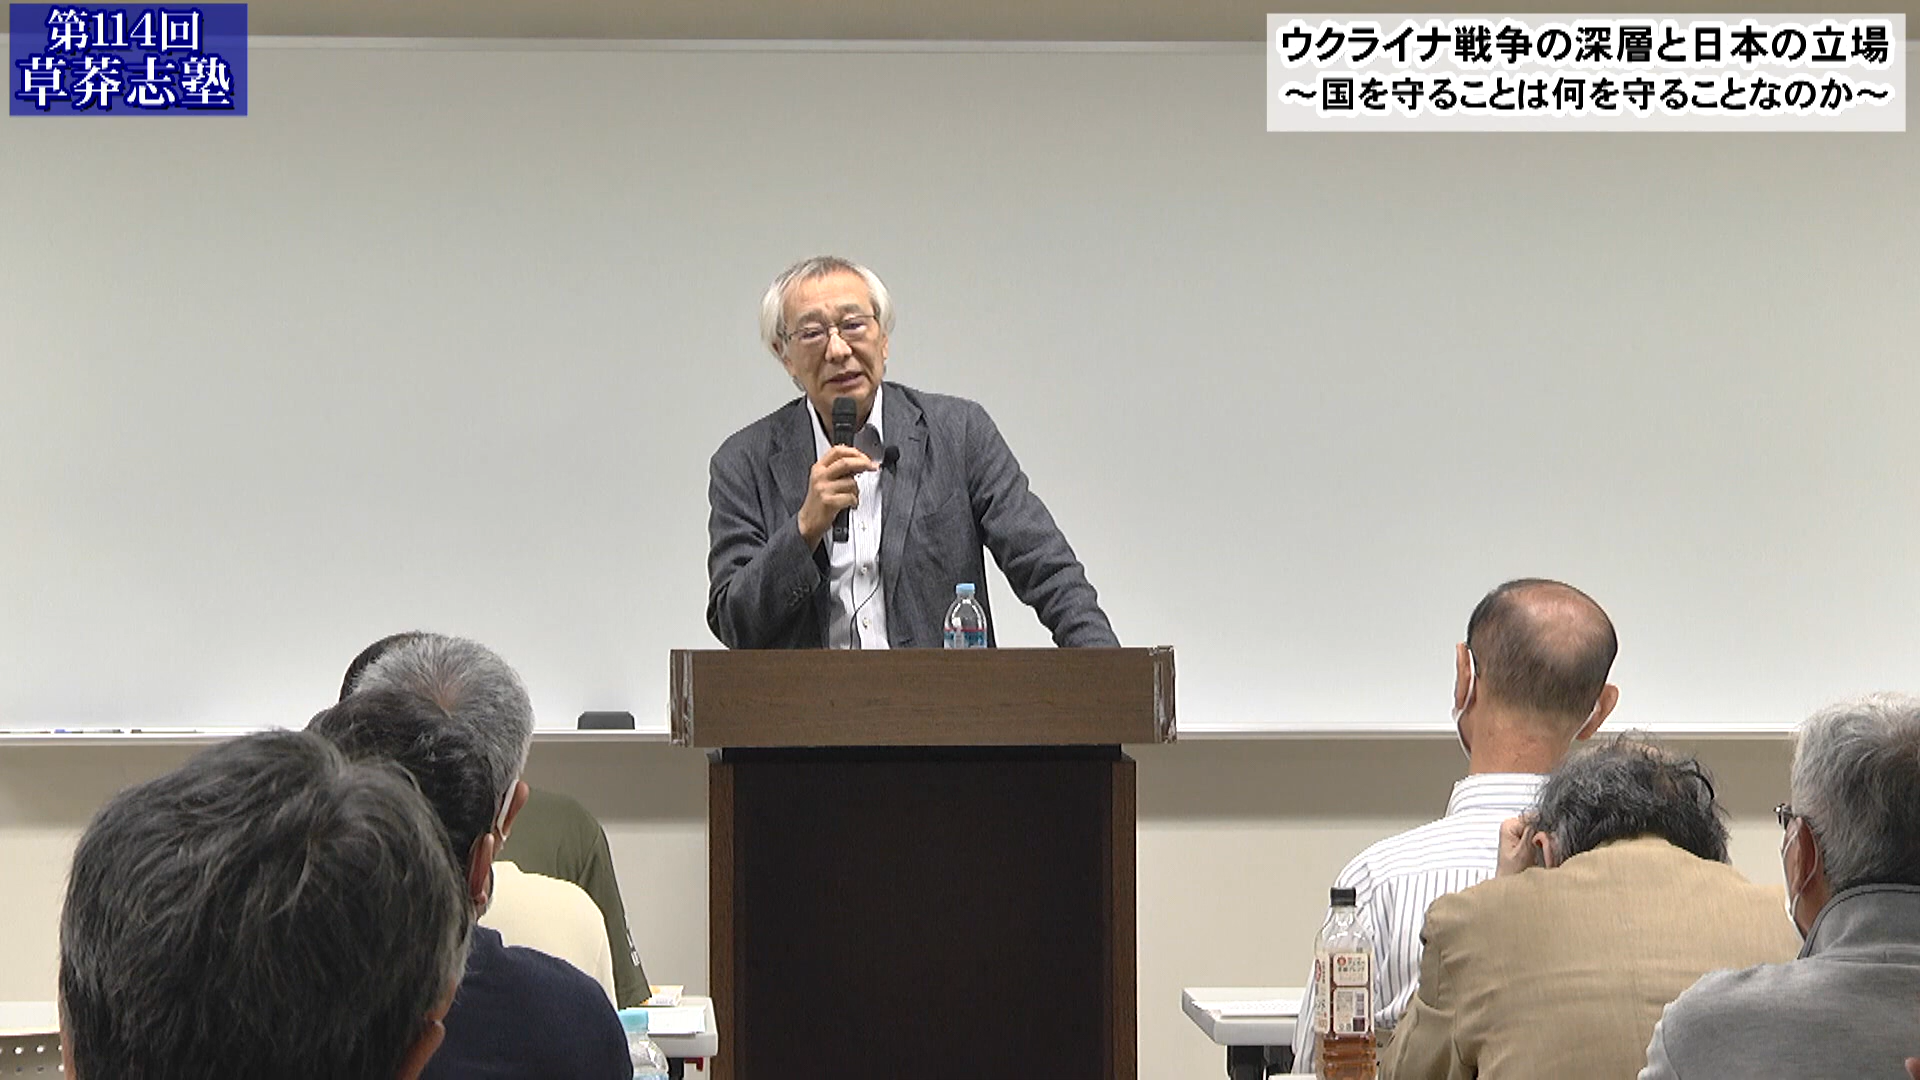 第114回
草莽志塾
ウクライナ戦争の深層と日本の立場
～国を守ることは何を守ることなのか～